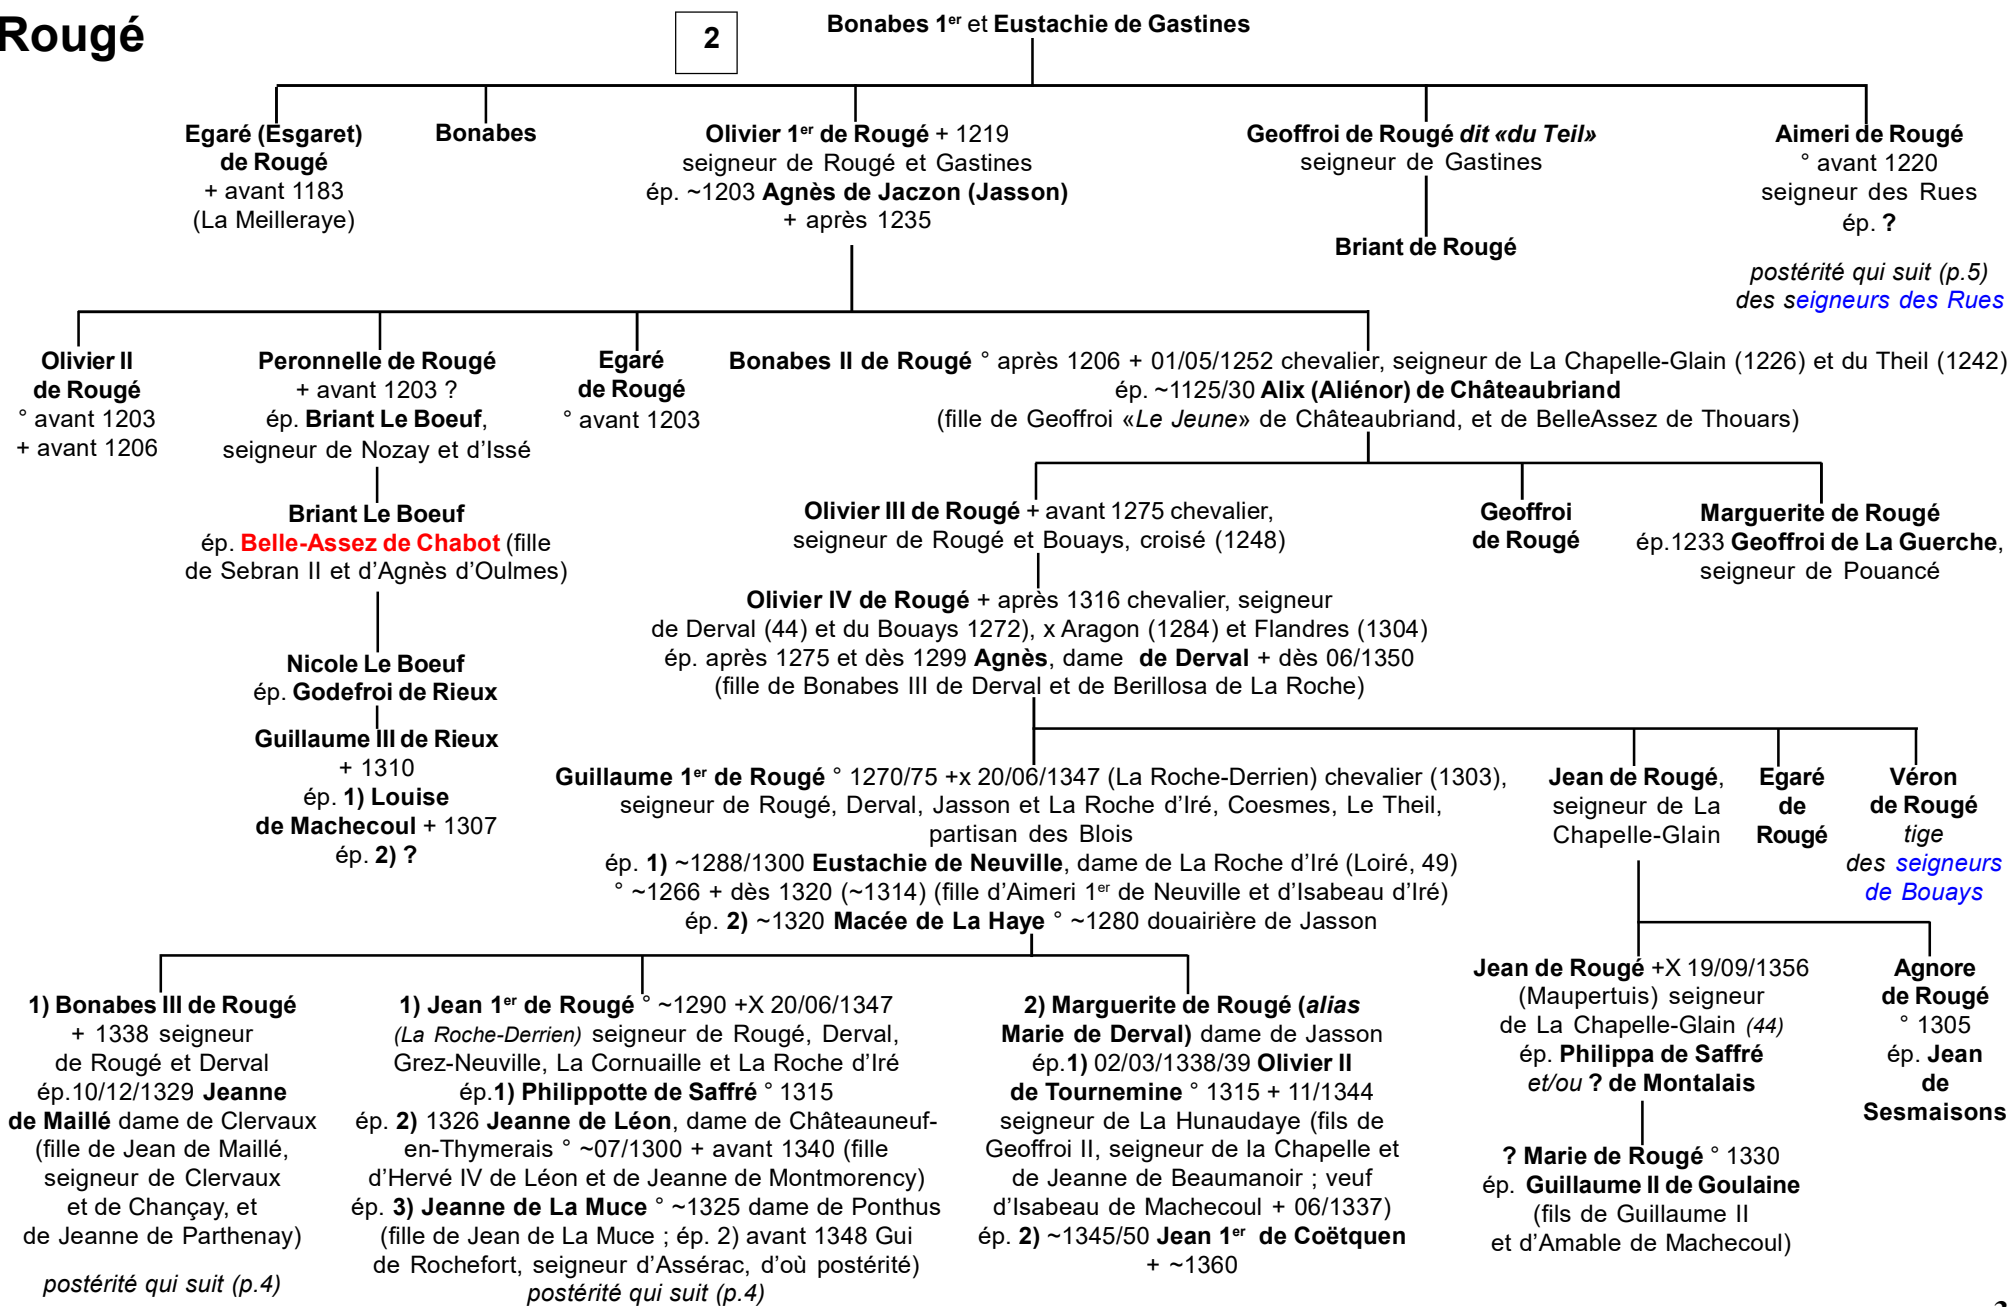 Rougé
2
Bonabes 1er et Eustachie de Gastines
Egaré (Esgaret)
de Rougé
+ avant 1183
(La Meilleraye)
Bonabes
Olivier 1er de Rougé + 1219
seigneur de Rougé et Gastines
ép. ~1203 Agnès de Jaczon (Jasson)
+ après 1235
Geoffroi de Rougé dit «du Teil»
seigneur de Gastines
Briant de Rougé
Aimeri de Rougé
° avant 1220
seigneur des Rues
ép. ?
postérité qui suit (p.5)
des seigneurs des Rues
Olivier II
de Rougé
° avant 1203
+ avant 1206
Peronnelle de Rougé
+ avant 1203 ?
ép. Briant Le Boeuf,
seigneur de Nozay et d'Issé
Egaré
de Rougé
° avant 1203
Bonabes II de Rougé ° après 1206 + 01/05/1252 chevalier, seigneur de La Chapelle-Glain (1226) et du Theil (1242)
ép. ~1125/30 Alix (Aliénor) de Châteaubriand
(fille de Geoffroi «Le Jeune» de Châteaubriand, et de BelleAssez de Thouars)
Briant Le Boeuf
ép. Belle-Assez de Chabot (fille
de Sebran II et d'Agnès d'Oulmes)
Nicole Le Boeuf
ép. Godefroi de Rieux
Guillaume III de Rieux
+ 1310
ép. 1) Louise
de Machecoul + 1307
ép. 2) ?
Olivier III de Rougé + avant 1275 chevalier,
seigneur de Rougé et Bouays, croisé (1248)
Geoffroi
de Rougé
Marguerite de Rougé
ép.1233 Geoffroi de La Guerche,
seigneur de Pouancé
Olivier IV de Rougé + après 1316 chevalier, seigneur
de Derval (44) et du Bouays 1272), x Aragon (1284) et Flandres (1304)
ép. après 1275 et dès 1299 Agnès, dame de Derval + dès 06/1350
(fille de Bonabes III de Derval et de Berillosa de La Roche)
Guillaume 1er de Rougé ° 1270/75 +x 20/06/1347 (La Roche-Derrien) chevalier (1303),
seigneur de Rougé, Derval, Jasson et La Roche d'Iré, Coesmes, Le Theil,
partisan des Blois
ép. 1) ~1288/1300 Eustachie de Neuville, dame de La Roche d'Iré (Loiré, 49)
° ~1266 + dès 1320 (~1314) (fille d'Aimeri 1er de Neuville et d'Isabeau d'Iré)
ép. 2) ~1320 Macée de La Haye ° ~1280 douairière de Jasson
Jean de Rougé,
seigneur de La
Chapelle-Glain
Egaré
de
Rougé
Véron
de Rougé
tige
des seigneurs
de Bouays
1) Bonabes III de Rougé
+ 1338 seigneur
de Rougé et Derval
ép.10/12/1329 Jeanne
de Maillé dame de Clervaux
(fille de Jean de Maillé,
seigneur de Clervaux
et de Chançay, et
de Jeanne de Parthenay)
postérité qui suit (p.4)
1) Jean 1er de Rougé ° ~1290 +X 20/06/1347
(La Roche-Derrien) seigneur de Rougé, Derval,
Grez-Neuville, La Cornuaille et La Roche d'Iré
ép.1) Philippotte de Saffré ° 1315
ép. 2) 1326 Jeanne de Léon, dame de Châteauneuf-
en-Thymerais ° ~07/1300 + avant 1340 (fille
d'Hervé IV de Léon et de Jeanne de Montmorency)
ép. 3) Jeanne de La Muce ° ~1325 dame de Ponthus
(fille de Jean de La Muce ; ép. 2) avant 1348 Gui
de Rochefort, seigneur d'Assérac, d'où postérité)
postérité qui suit (p.4)
2) Marguerite de Rougé (alias
Marie de Derval) dame de Jasson
ép.1) 02/03/1338/39 Olivier II
de Tournemine ° 1315 + 11/1344
seigneur de La Hunaudaye (fils de
Geoffroi II, seigneur de la Chapelle et
de Jeanne de Beaumanoir ; veuf
d'Isabeau de Machecoul + 06/1337)
ép. 2) ~1345/50 Jean 1er de Coëtquen
+ ~1360
Jean de Rougé +X 19/09/1356
(Maupertuis) seigneur
de La Chapelle-Glain (44)
ép. Philippa de Saffré
et/ou ? de Montalais
? Marie de Rougé ° 1330
ép. Guillaume II de Goulaine
(fils de Guillaume II
et d'Amable de Machecoul)
Agnore
de Rougé
° 1305
ép. Jean
de
Sesmaisons